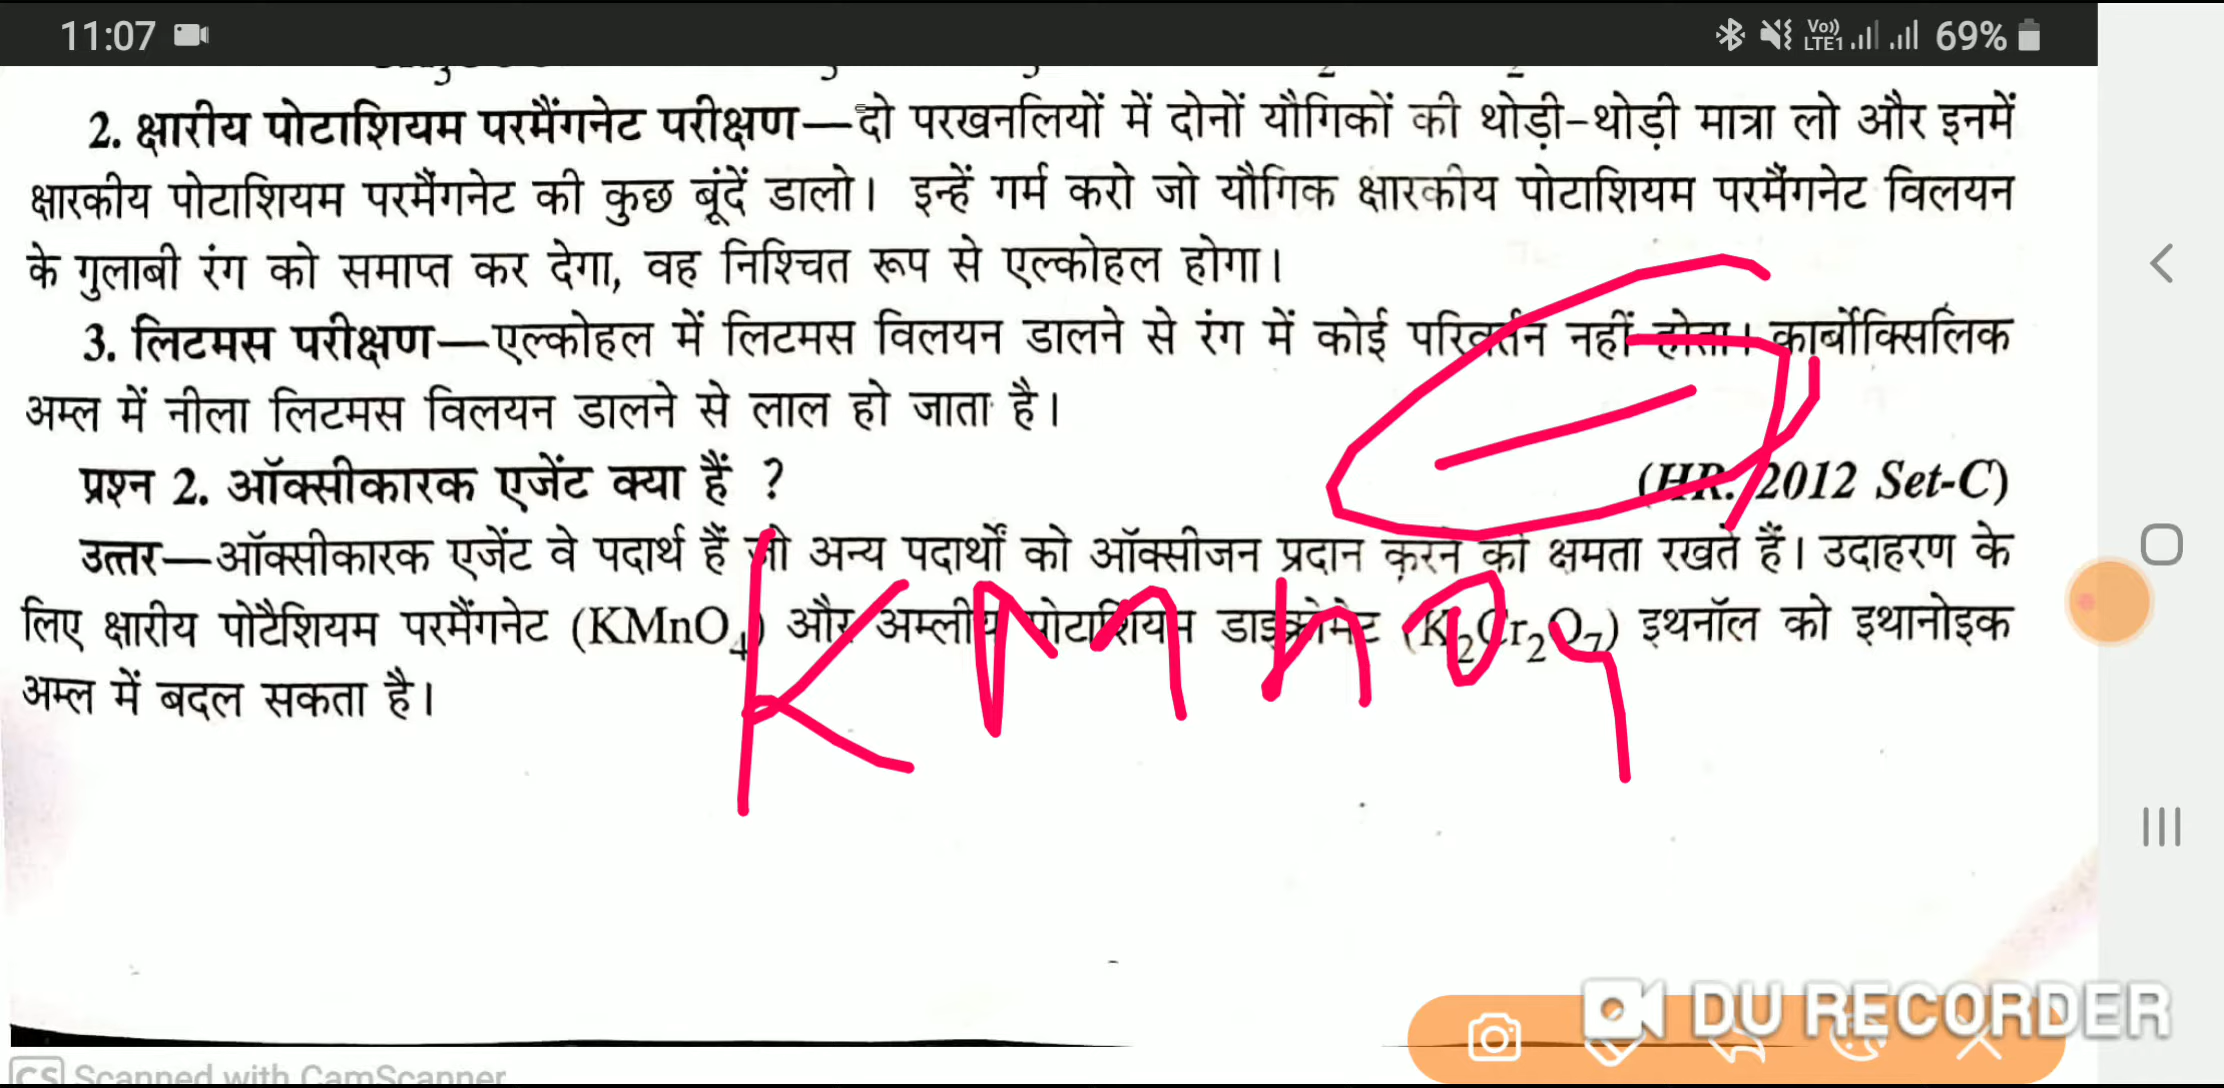 11:07 Vo)) LTE1 69%
2. क्षारीय पोटाशियम परमैंगनेट परीक्षण—दो परखनलियों में दोनों यौगिकों की थोड़ी-थोड़ी मात्रा लो और इनमें
क्षारकीय पोटाशियम परमैंगनेट की कुछ बूंदें डालो। इन्हें गर्म करो जो यौगिक क्षारकीय पोटाशियम परमैंगनेट विलयन
के गुलाबी रंग को समाप्त कर देगा, वह निश्चित रूप से एल्कोहल होगा।
3. लिटमस परीक्षण—एल्कोहल में लिटमस विलयन डालने से रंग में कोई परिवर्तन नहीं होता। कार्बोक्सिलिक
अम्ल में नीला लिटमस विलयन डालने से लाल हो जाता है।
प्रश्न 2. ऑक्सीकारक एजेंट क्या हैं ? (HR. 2012 Set-C)
उत्तर—ऑक्सीकारक एजेंट वे पदार्थ हैं जो अन्य पदार्थों को ऑक्सीजन प्रदान करने की क्षमता रखते हैं। उदाहरण के
लिए क्षारीय पोटैशियम परमैंगनेट (KMnO4) और अम्लीय पोटाशियम डाइक्रोमेट (K2Cr2O7) इथनॉल को इथानोइक
अम्ल में बदल सकता है।
KmnO4
DU RECORDER
CS Scanned with CamScanner